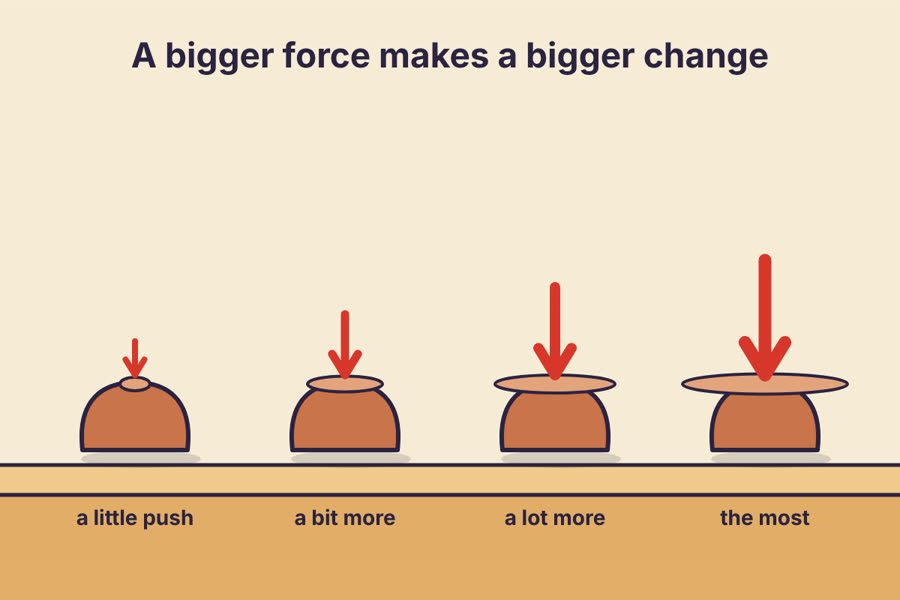 A bigger force makes a bigger change
a little push
a bit more
a lot more
the most